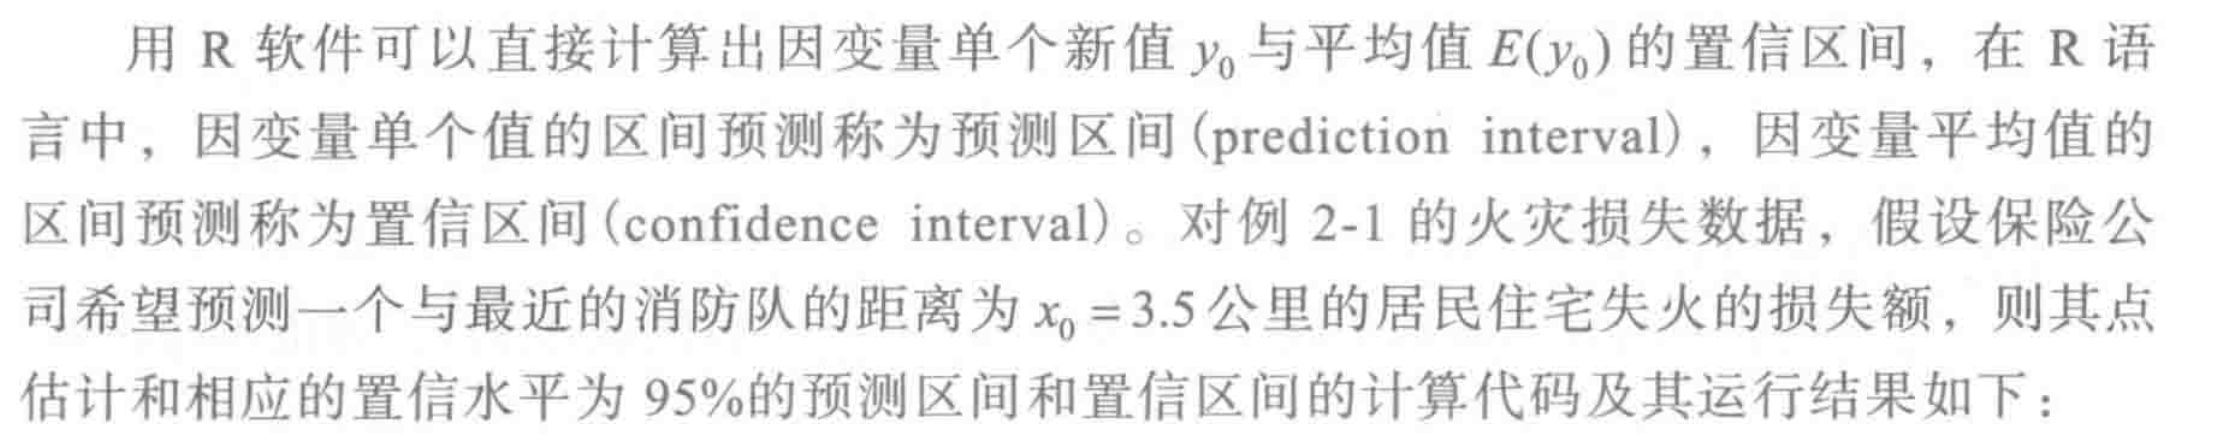 用 R 软件可以直接计算出因变量单个新值 y₀ 与平均值 E(y₀) 的置信区间，在 R 语
言中，因变量单个值的区间预测称为预测区间(prediction interval)，因变量平均值的
区间预测称为置信区间(confidence interval)。对例 2-1 的火灾损失数据，假设保险公
司希望预测一个与最近的消防队的距离为 x₀ = 3.5 公里的居民住宅失火的损失额，则其点
估计和相应的置信水平为 95%的预测区间和置信区间的计算代码及其运行结果如下：